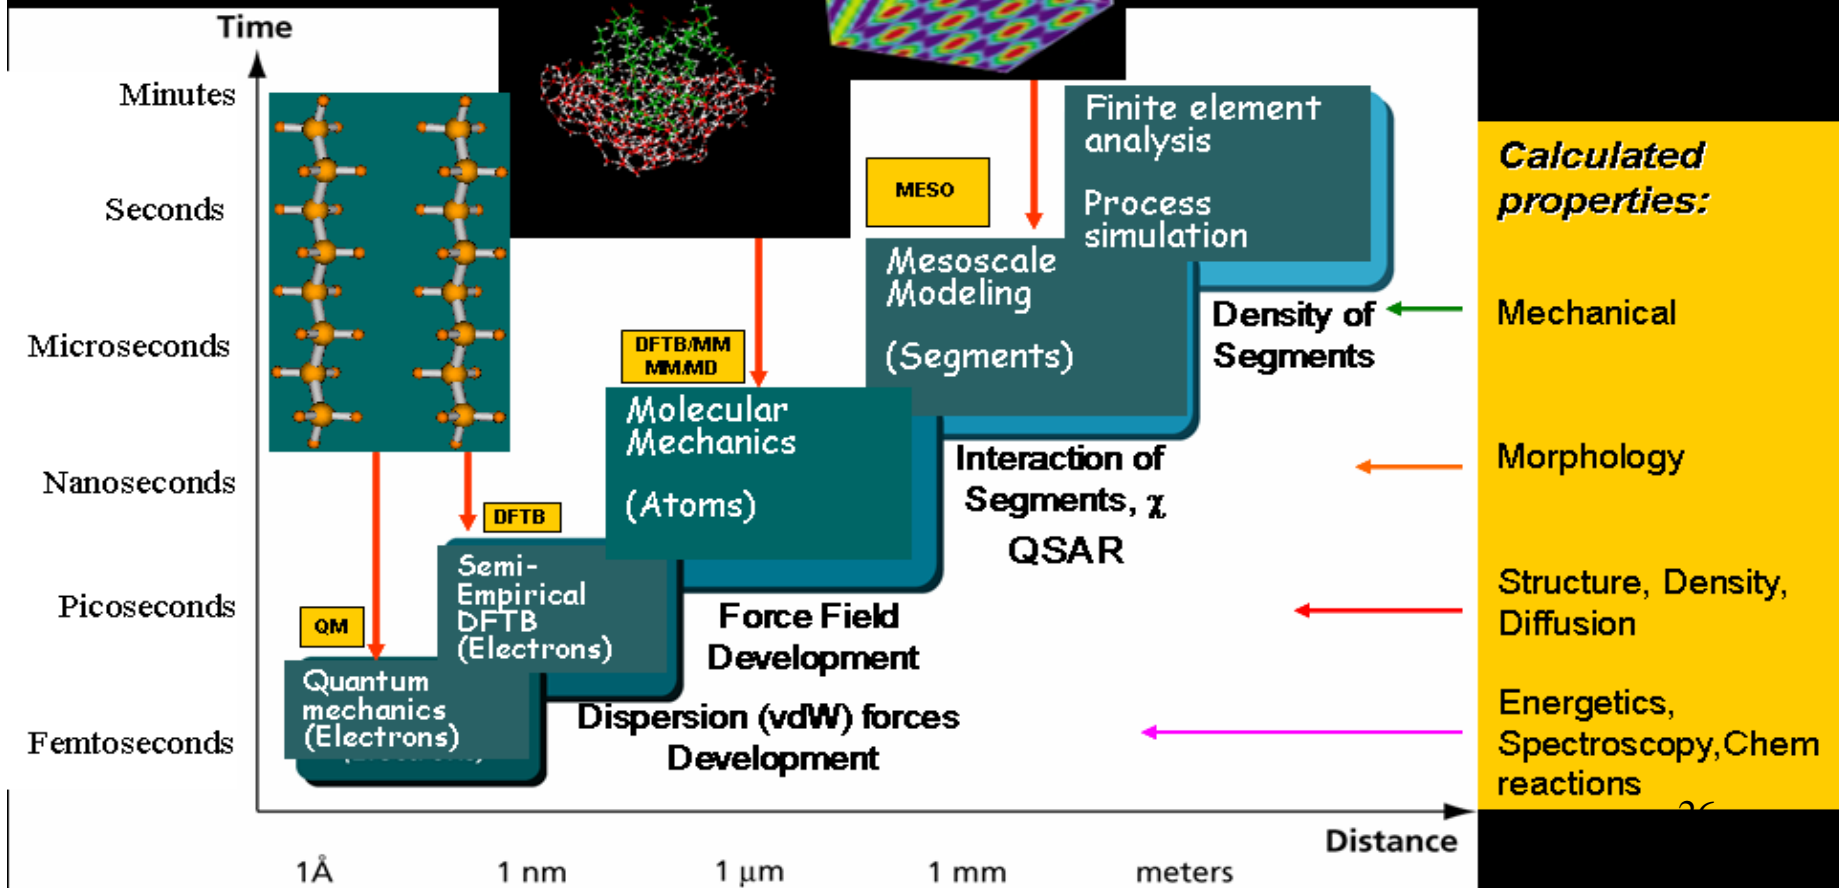 Time
Minutes
Seconds
Microseconds
Nanoseconds
Picoseconds
Femtoseconds
QM
Quantum
mechanics
(Electrons)
DFTB
Semi-
Empirical
DFTB
(Electrons)
DFTB/MM
MM/MD
Molecular
Mechanics
(Atoms)
MESO
Mesoscale
Modeling
(Segments)
Finite element
analysis
Process
simulation
Density of
Segments
Interaction of
Segments, χ
QSAR
Force Field
Development
Dispersion (vdW) forces
Development
Calculated
properties:
Mechanical
Morphology
Structure, Density,
Diffusion
Energetics,
Spectroscopy,Chem
reactions
Distance
1Å
1 nm
1 μm
1 mm
meters